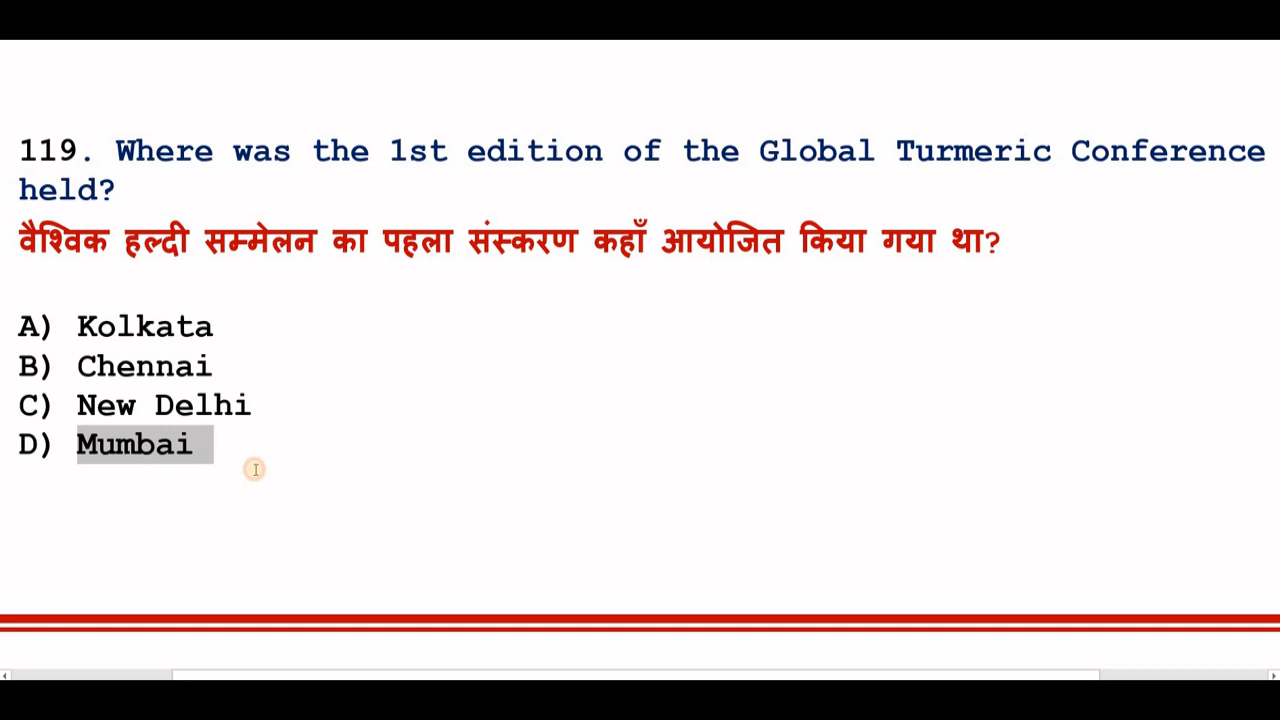 119. Where was the 1st edition of the Global Turmeric Conference
held?
वैश्विक हल्दी सम्मेलन का पहला संस्करण कहाँ आयोजित किया गया था?
A) Kolkata
B) Chennai
C) New Delhi
D) Mumbai